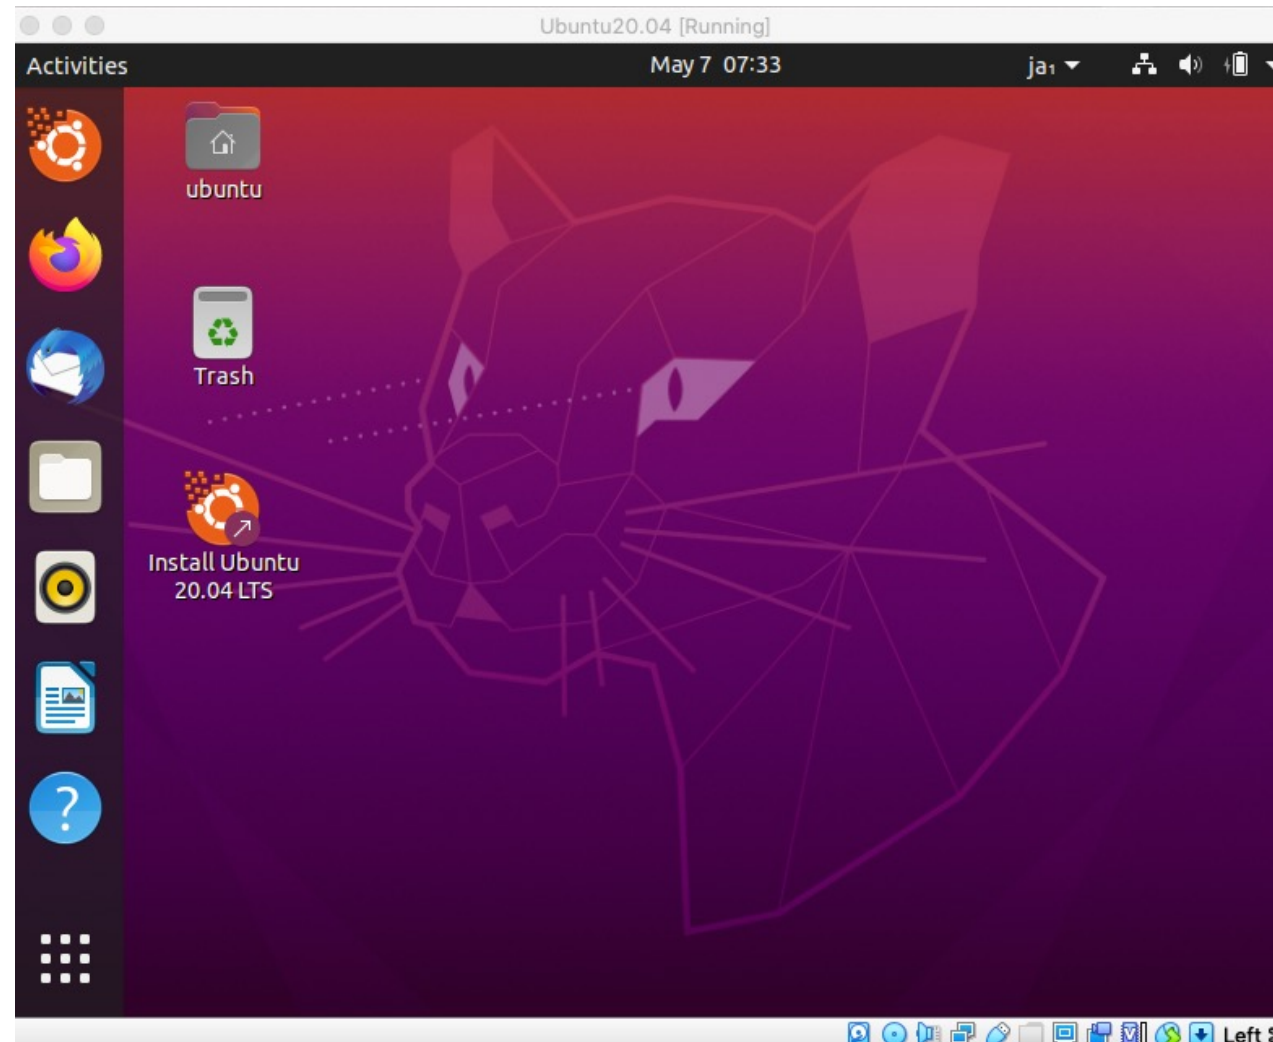 Ubuntu20.04 [Running]
Activities
May 7 07:33
ja₁
ubuntu
Trash
Install Ubuntu
20.04 LTS
?
Left